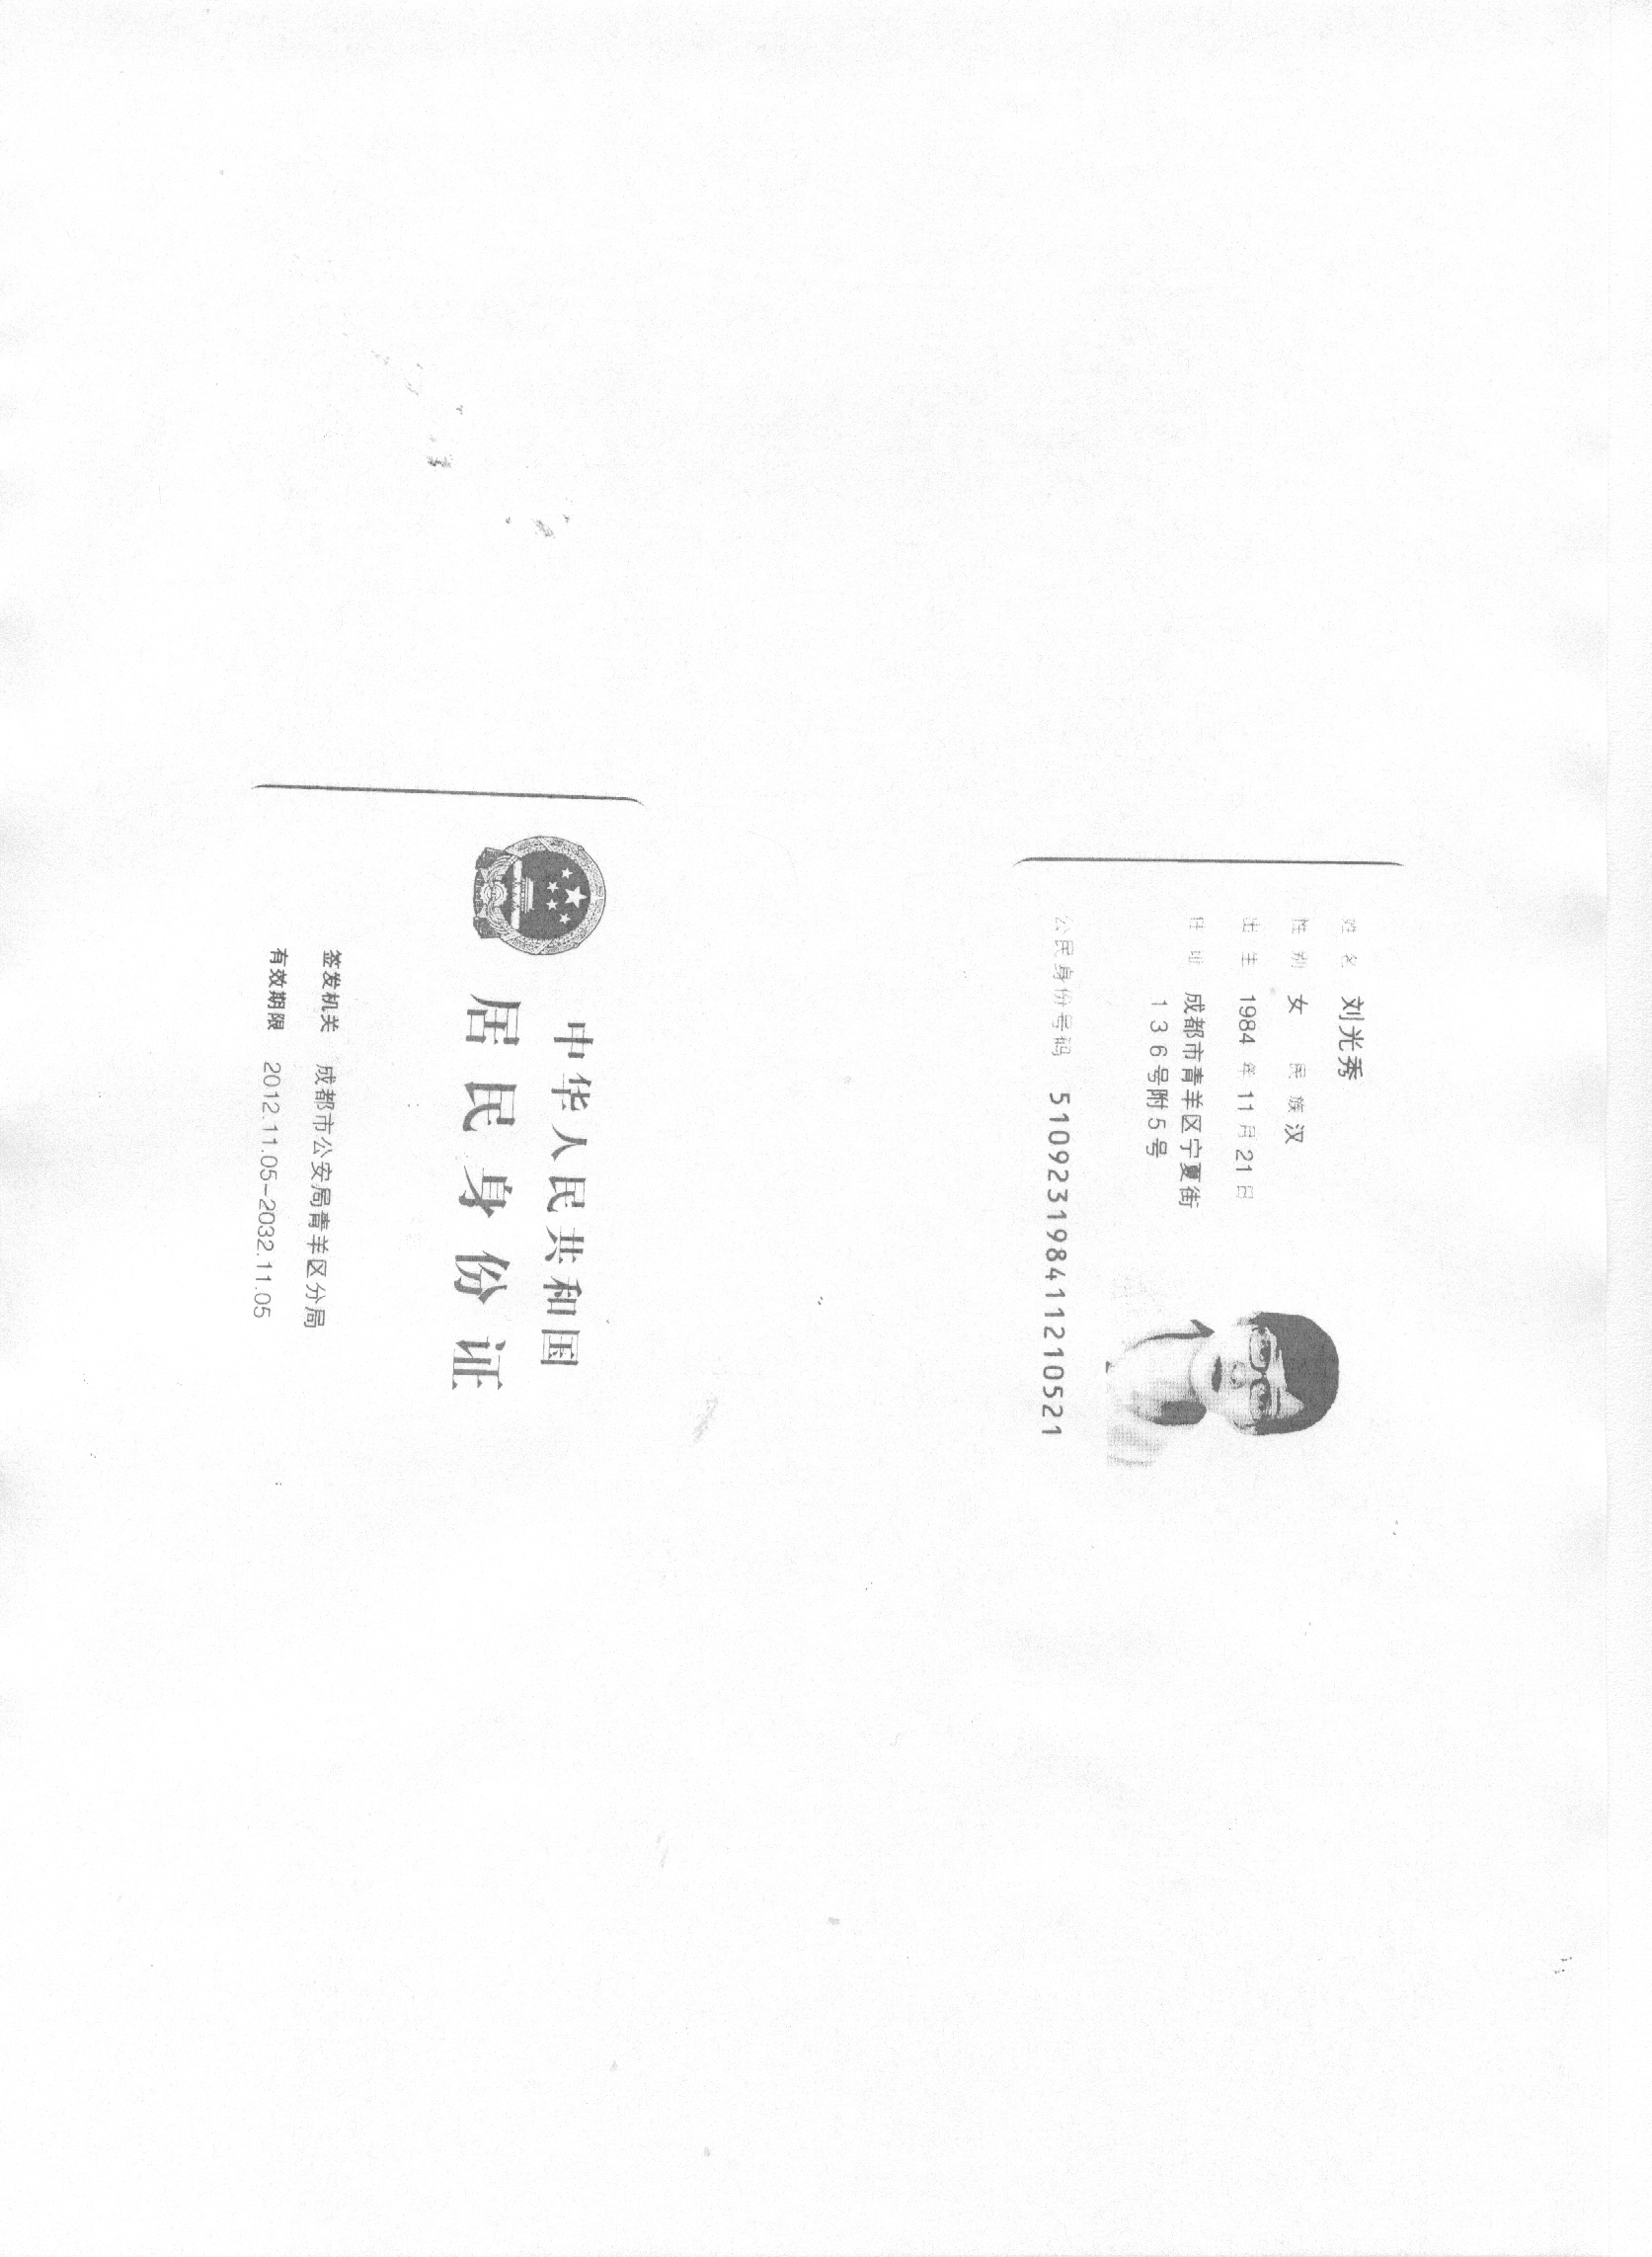 姓名 刘光秀
性别 女 民族 汉
出生 1984 年 11 月 21 日
住址 成都市青羊区宁夏街
136号附5号
公民身份号码 510923198411210521
中华人民共和国
居民身份证
签发机关 成都市公安局青羊区分局
有效期限 2012.11.05-2032.11.05